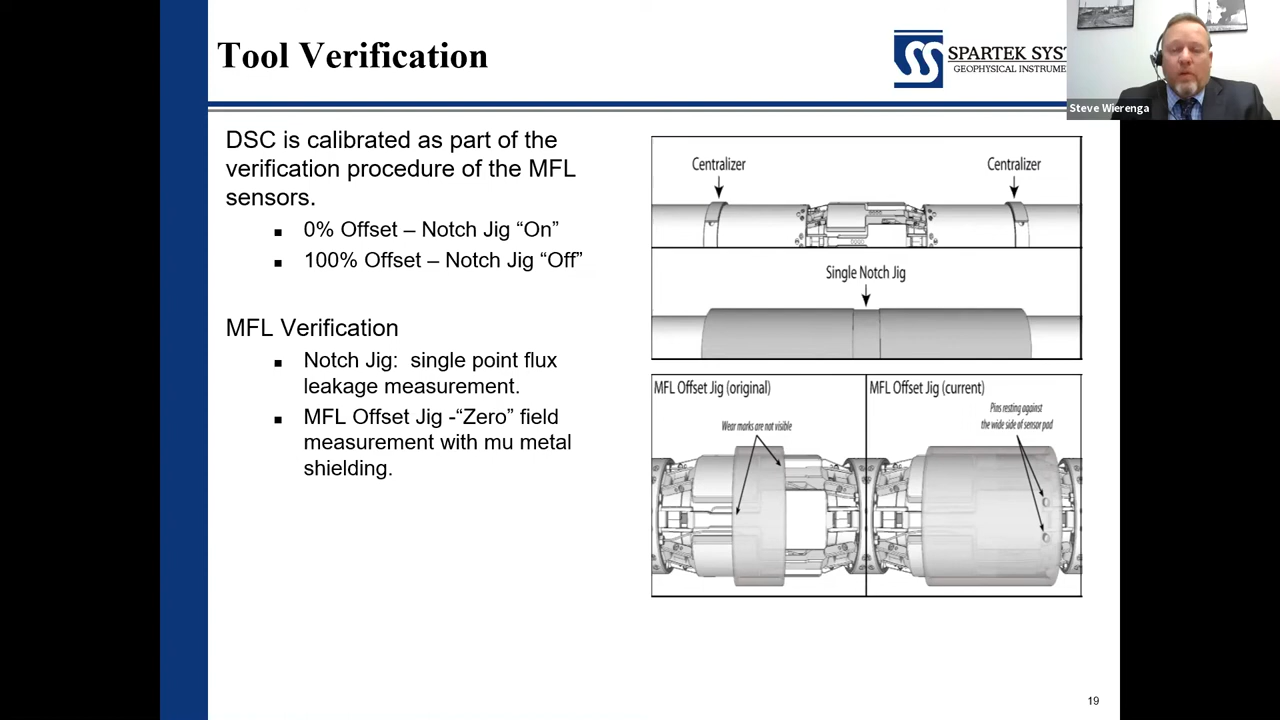 Tool Verification
SPARTEK SYST
GEOPHYSICAL INSTRUME
Steve Wierenga
DSC is calibrated as part of the
verification procedure of the MFL
sensors.
▪ 0% Offset – Notch Jig “On”
▪ 100% Offset – Notch Jig “Off”
MFL Verification
▪ Notch Jig: single point flux
leakage measurement.
▪ MFL Offset Jig -“Zero” field
measurement with mu metal
shielding.
Centralizer
Centralizer
Single Notch Jig
MFL Offset Jig (original)
Wear marks are not visible
MFL Offset Jig (current)
Pins resting against
the wide side of sensor pad
19